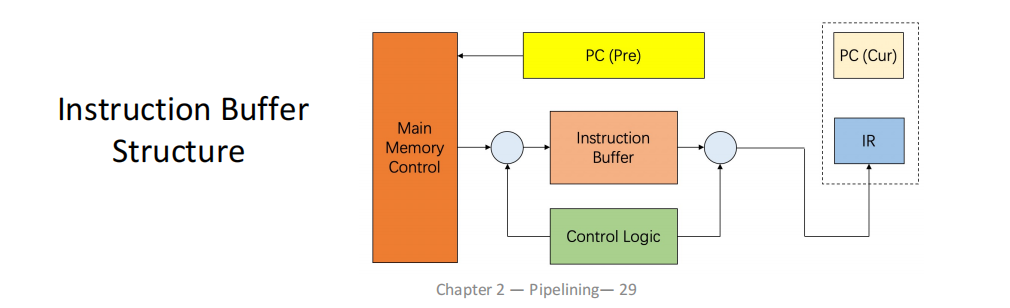 Instruction Buffer
Structure
Main
Memory
Control
PC (Pre)
Instruction
Buffer
Control Logic
PC (Cur)
IR
Chapter 2 — Pipelining— 29